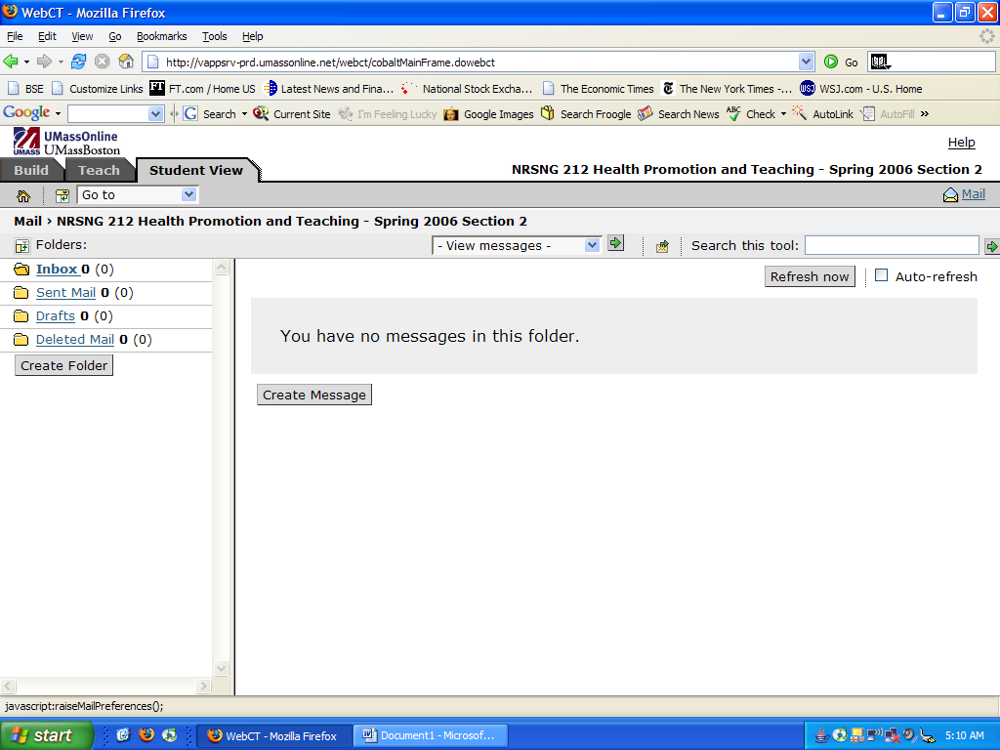 WebCT - Mozilla Firefox
File Edit View Go Bookmarks Tools Help
http://vappsrv-prd.umassonline.net/webct/cobaltMainFrame.dowebct Go
BSE Customize Links FT FT.com / Home US Latest News and Fina... National Stock Excha... The Economic Times The New York Times -... WSJ WSJ.com - U.S. Home
Google G Search Current Site I'm Feeling Lucky Google Images Search Froogle Search News ABC Check AutoLink AutoFill »
UMassOnline
UMASS UMassBoston
Help
Build Teach Student View NRSNG 212 Health Promotion and Teaching - Spring 2006 Section 2
Go to Mail
Mail › NRSNG 212 Health Promotion and Teaching - Spring 2006 Section 2
Folders: - View messages - Search this tool:
Inbox 0 (0)
Sent Mail 0 (0)
Drafts 0 (0)
Deleted Mail 0 (0)
Create Folder
Refresh now Auto-refresh
You have no messages in this folder.
Create Message
javascript:raiseMailPreferences();
start WebCT - Mozilla Firefox Document1 - Microsof... 5:10 AM